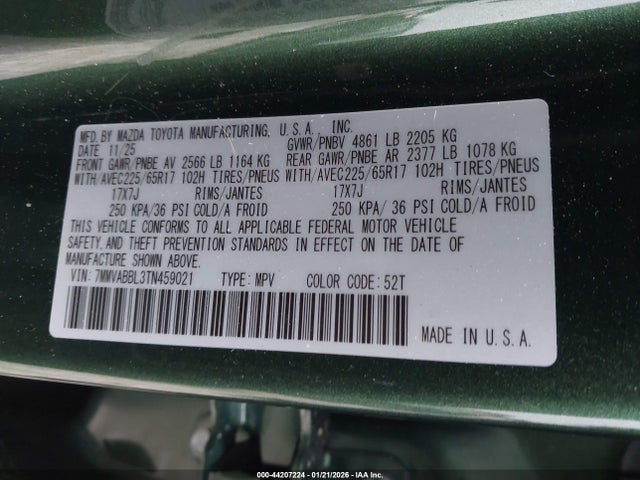 MFD. BY MAZDA TOYOTA MANUFACTURING, U.S.A., INC.
DATE 11/25 GVWR/PNBV 4861 LB 2205 KG
FRONT GAWR/PNBE AV 2566 LB 1164 KG REAR GAWR/PNBE AR 2377 LB 1078 KG
WITH/AVEC225/65R17 102H TIRES/PNEUS WITH/AVEC225/65R17 102H TIRES/PNEUS
17X7J RIMS/JANTES 17X7J RIMS/JANTES
250 KPA/36 PSI COLD/A FROID 250 KPA/36 PSI COLD/A FROID
THIS VEHICLE CONFORMS TO ALL APPLICABLE FEDERAL MOTOR VEHICLE
SAFETY, AND THEFT PREVENTION STANDARDS IN EFFECT ON THE DATE OF
MANUFACTURE SHOWN ABOVE.
VIN: 7MMVABBL3TN459021 TYPE: MPV COLOR CODE: 52T
MADE IN U.S.A.
000-44207224 - 01/21/2026 - IAA Inc.